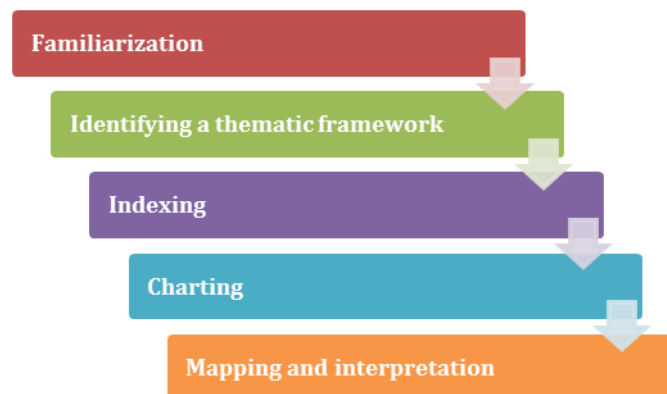 Familiarization
Identifying a thematic framework
Indexing
Charting
Mapping and interpretation